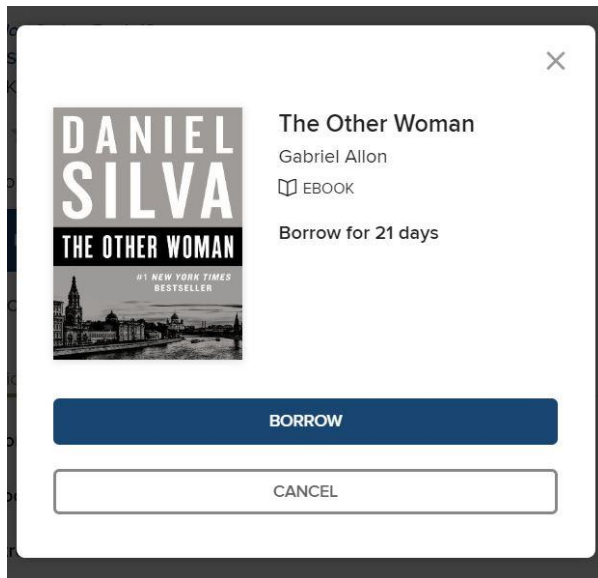 DANIEL
SILVA
THE OTHER WOMAN
#1 NEW YORK TIMES
BESTSELLER
The Other Woman
Gabriel Allon
EBOOK
Borrow for 21 days
BORROW
CANCEL